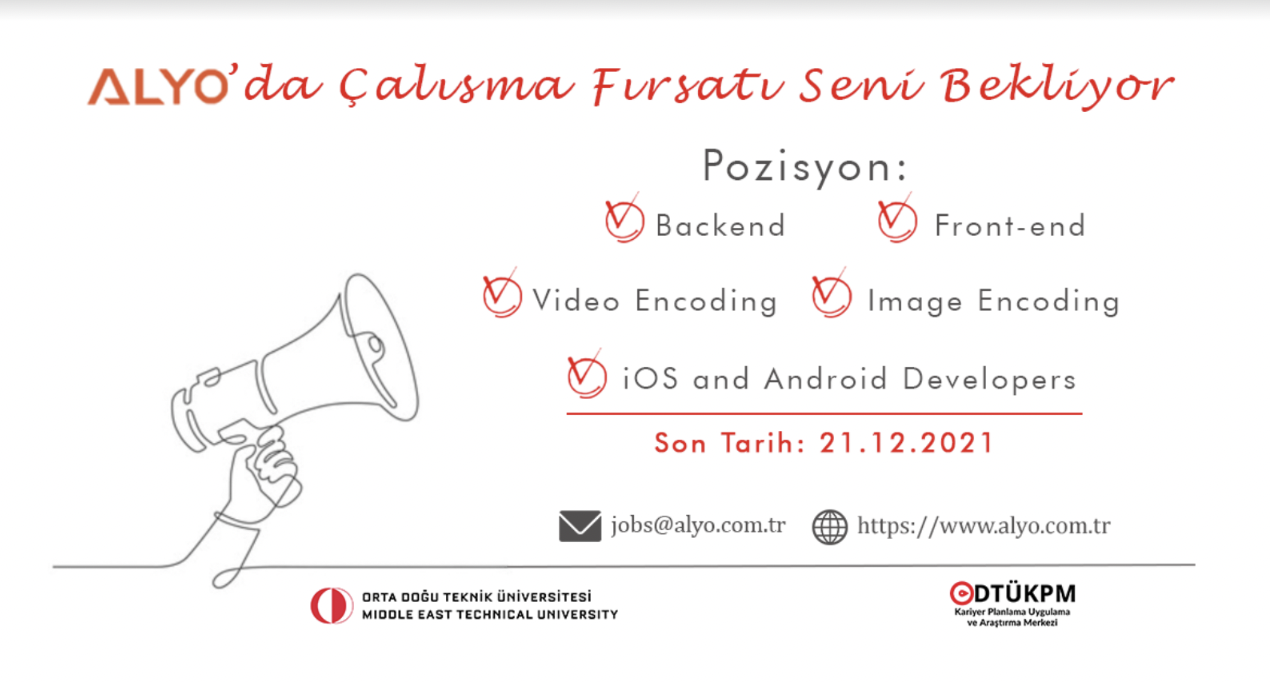 ALYO'da Çalısma Fırsatı Seni Bekliyor
Pozisyon:
Backend Front-end
Video Encoding Image Encoding
iOS and Android Developers
Son Tarih: 21.12.2021
jobs@alyo.com.tr https://www.alyo.com.tr
ORTA DOĞU TEKNİK ÜNİVERSİTESİ
MIDDLE EAST TECHNICAL UNIVERSITY
ODTÜKPM
Kariyer Planlama Uygulama
ve Araştırma Merkezi